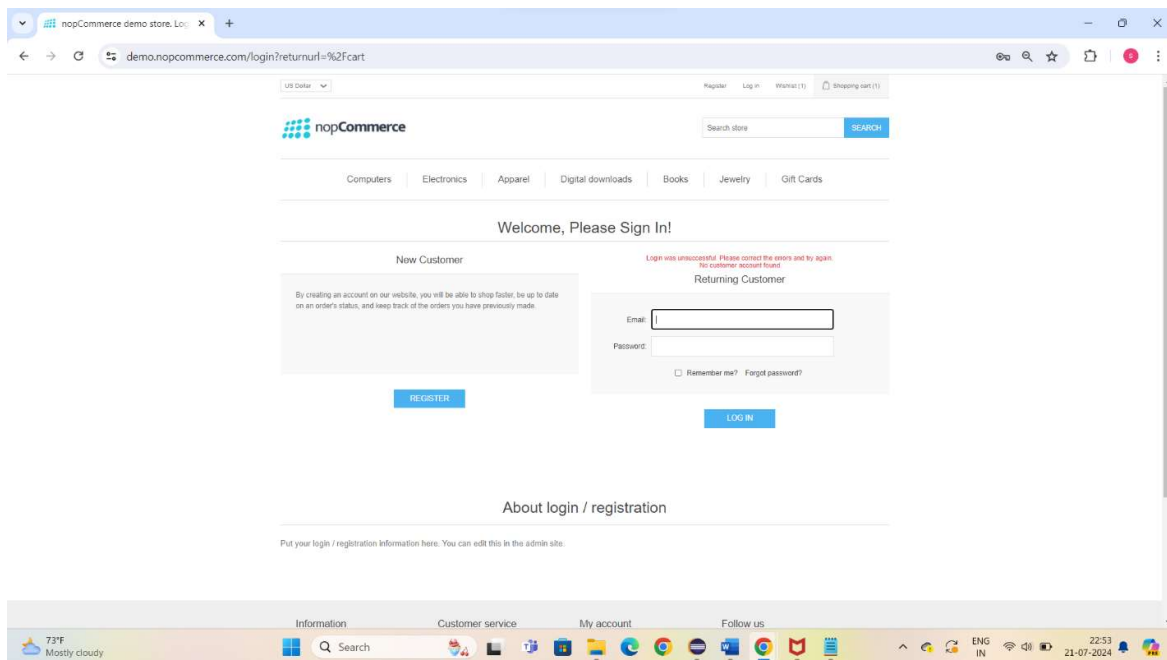 nopCommerce demo store. Log
demo.nopcommerce.com/login?returnurl=%2Fcart
S
US Dollar
Register Log in Wishlist (1) Shopping cart (1)
nopCommerce
Search store
SEARCH
Computers Electronics Apparel Digital downloads Books Jewelry Gift Cards
Welcome, Please Sign In!
New Customer
By creating an account on our website, you will be able to shop faster, be up to date
on an order's status, and keep track of the orders you have previously made.
REGISTER
Login was unsuccessful. Please correct the errors and try again.
No customer account found
Returning Customer
Email:
Password:
Remember me? Forgot password?
LOG IN
About login / registration
Put your login / registration information here. You can edit this in the admin site.
Information Customer service My account Follow us
73°F
Mostly cloudy
Search
ENG
IN
22:53
21-07-2024